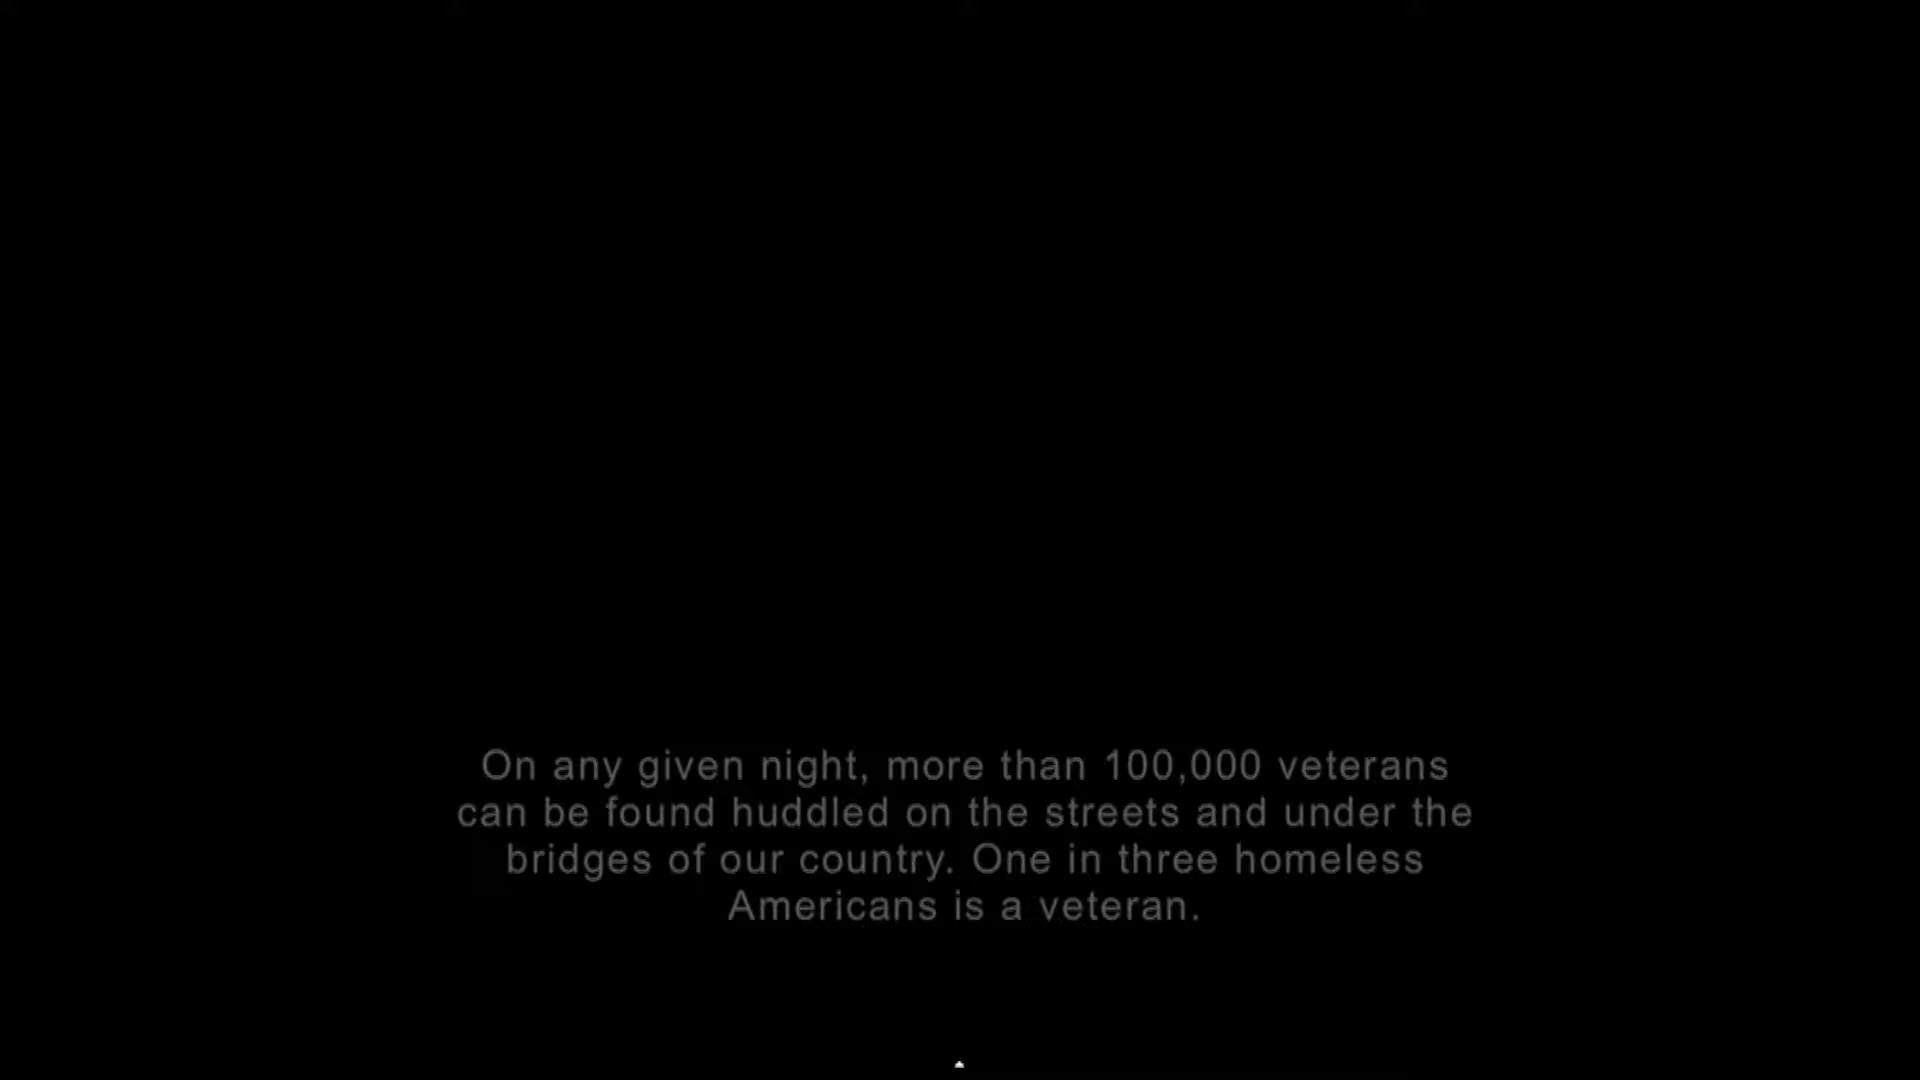 On any given night, more than 100,000 veterans
can be found huddled on the streets and under the
bridges of our country. One in three homeless
Americans is a veteran.